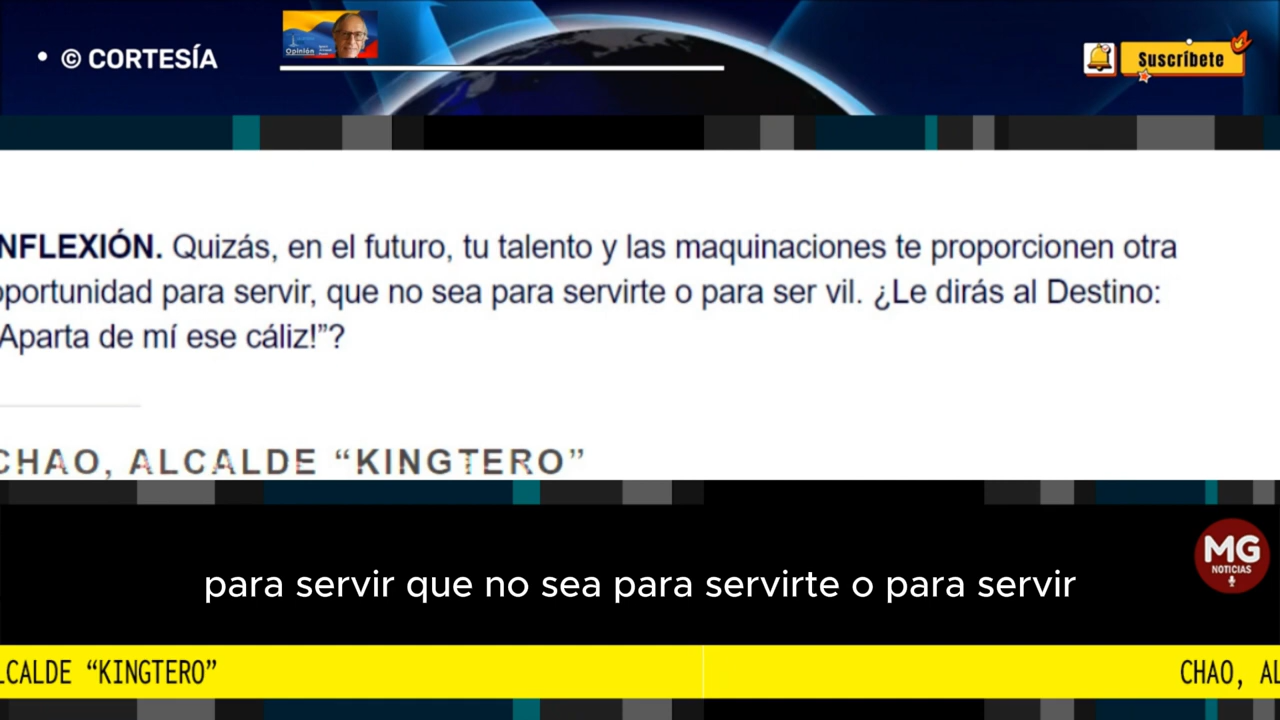 • © CORTESÍA
Opinión
Suscríbete
NFLEXIÓN. Quizás, en el futuro, tu talento y las maquinaciones te proporcionen otra
oportunidad para servir, que no sea para servirte o para ser vil. ¿Le dirás al Destino:
Aparta de mí ese cáliz!”?
CHAO, ALCALDE “KINGTERO”
MG
NOTICIAS
para servir que no sea para servirte o para servir
LCALDE “KINGTERO”
CHAO, AL